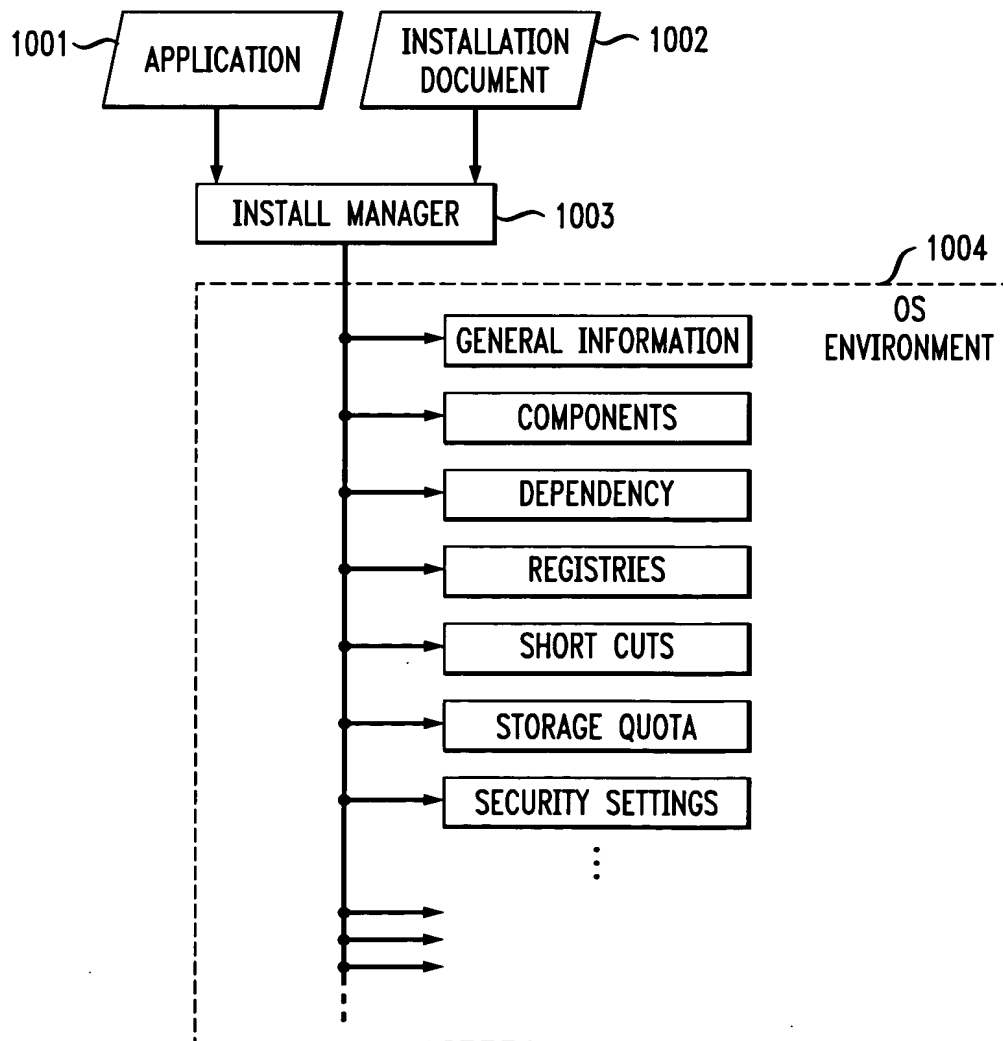 1001
APPLICATION
INSTALLATION
DOCUMENT
1002
INSTALL MANAGER
1003
1004
OS
ENVIRONMENT
GENERAL INFORMATION
COMPONENTS
DEPENDENCY
REGISTRIES
SHORT CUTS
STORAGE QUOTA
SECURITY SETTINGS